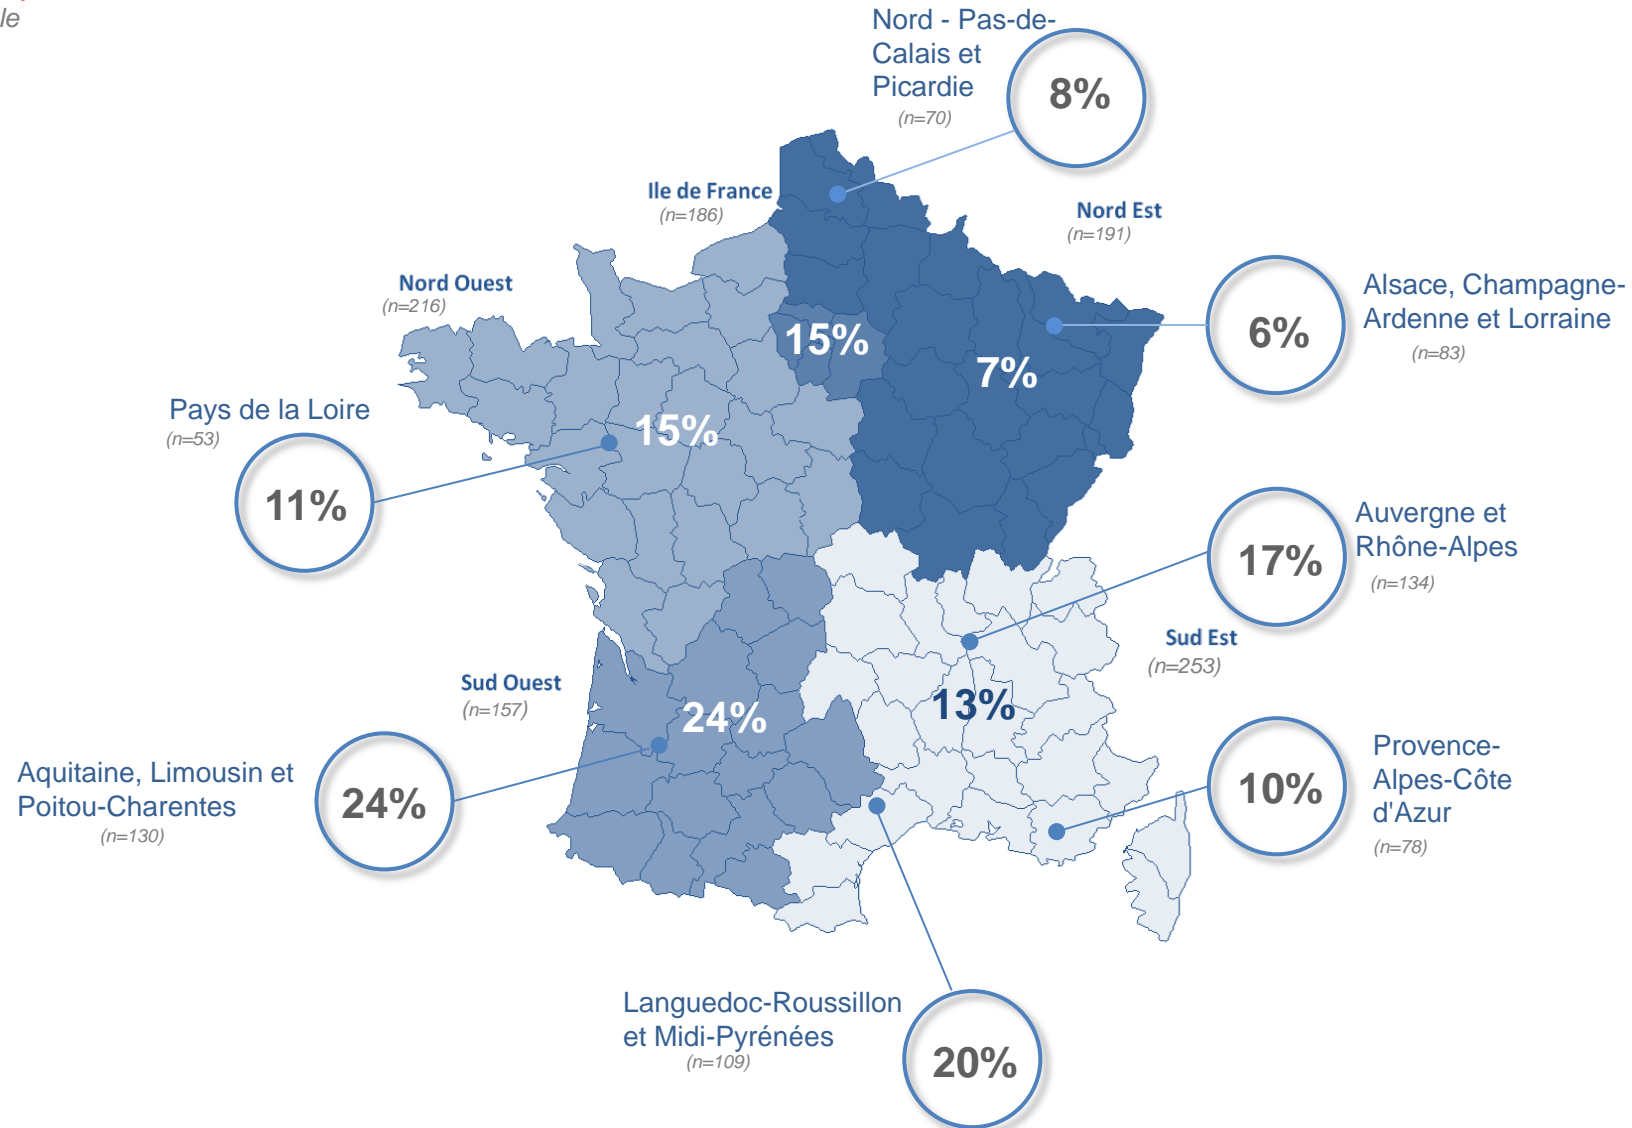 le
Nord - Pas-de-
Calais et
Picardie
(n=70)
8%
Ile de France
(n=186)
Nord Est
(n=191)
Nord Ouest
(n=216)
Alsace, Champagne-
Ardenne et Lorraine
(n=83)
6%
15%
7%
Pays de la Loire
(n=53)
15%
11%
Auvergne et
Rhône-Alpes
(n=134)
17%
Sud Est
(n=253)
Sud Ouest
(n=157)
24%
13%
Aquitaine, Limousin et
Poitou-Charentes
(n=130)
24%
10%
Provence-
Alpes-Côte
d'Azur
(n=78)
Languedoc-Roussillon
et Midi-Pyrénées
(n=109)
20%